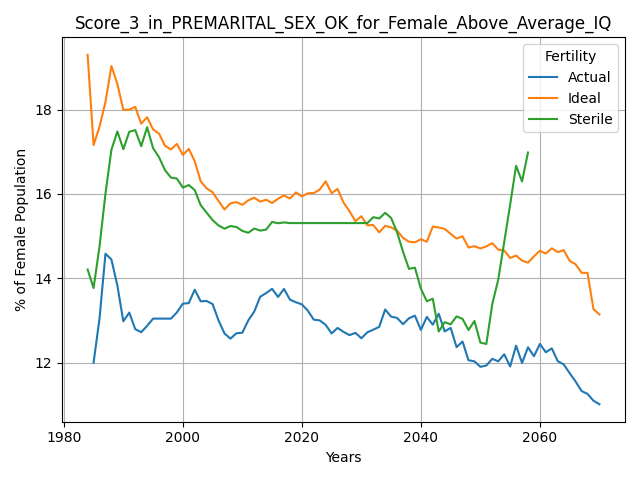 Score_3_in_PREMARITAL_SEX_OK_for_Female_Above_Average_IQ
Fertility
Actual
Ideal
Sterile
% of Female Population
18
16
14
12
1980 2000 2020 2040 2060
Years